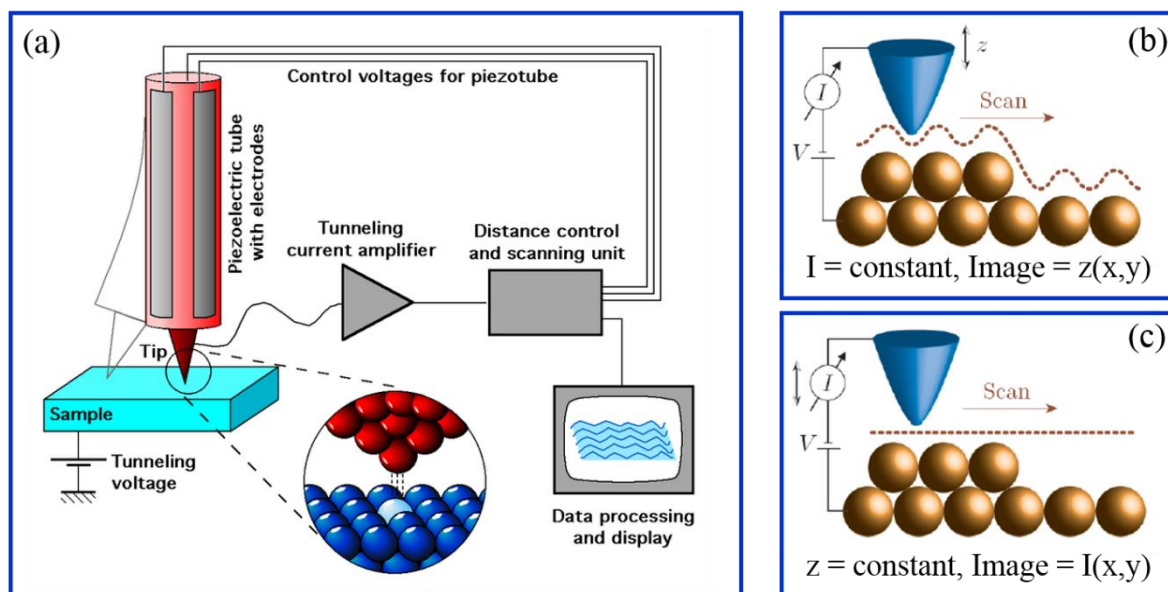 (a)
Control voltages for piezotube
Piezoelectric tube
with electrodes
Tunneling
current amplifier
Distance control
and scanning unit
Tip
Sample
Tunneling
voltage
Data processing
and display
(b)
z
I
Scan
V
I = constant, Image = z(x,y)
(c)
I
Scan
V
z = constant, Image = I(x,y)